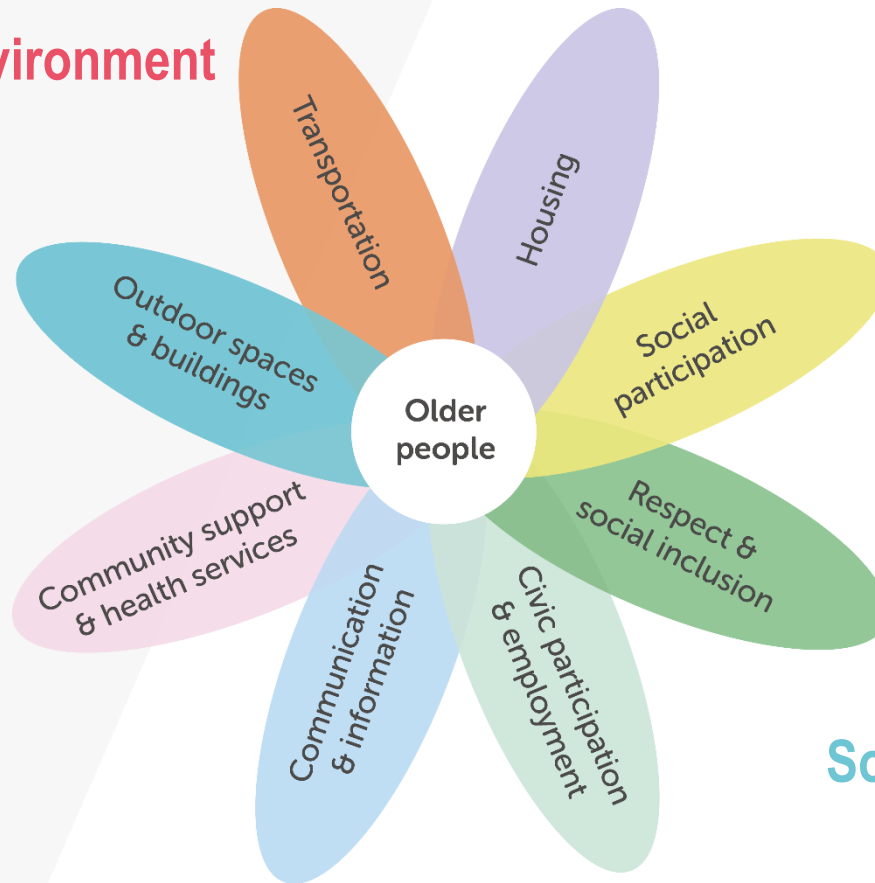 vironment
Transportation
Housing
Outdoor spaces
& buildings
Social
participation
Older
people
Community support
& health services
Respect &
social inclusion
Communication
& information
Civic participation
& employment
So